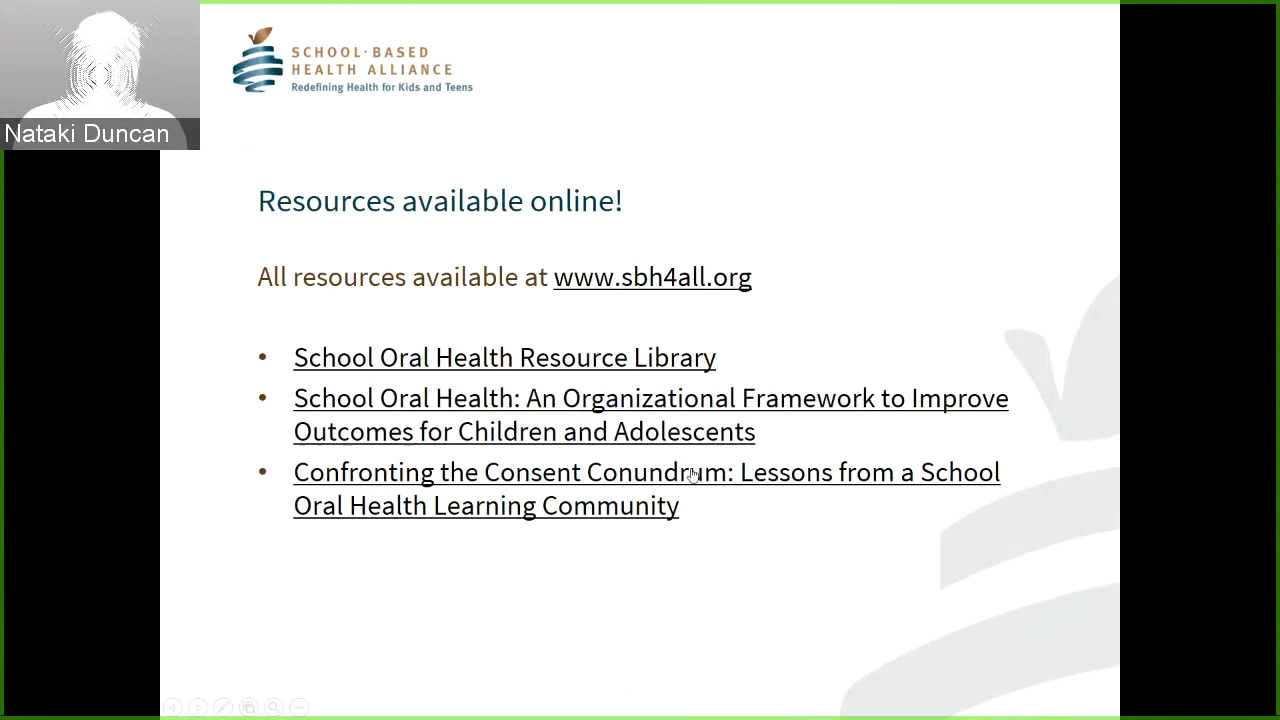 SCHOOL-BASED
HEALTH ALLIANCE
Redefining Health for Kids and Teens
Nataki Duncan
Resources available online!
All resources available at www.sbh4all.org
• School Oral Health Resource Library
• School Oral Health: An Organizational Framework to Improve
Outcomes for Children and Adolescents
• Confronting the Consent Conundrum: Lessons from a School
Oral Health Learning Community